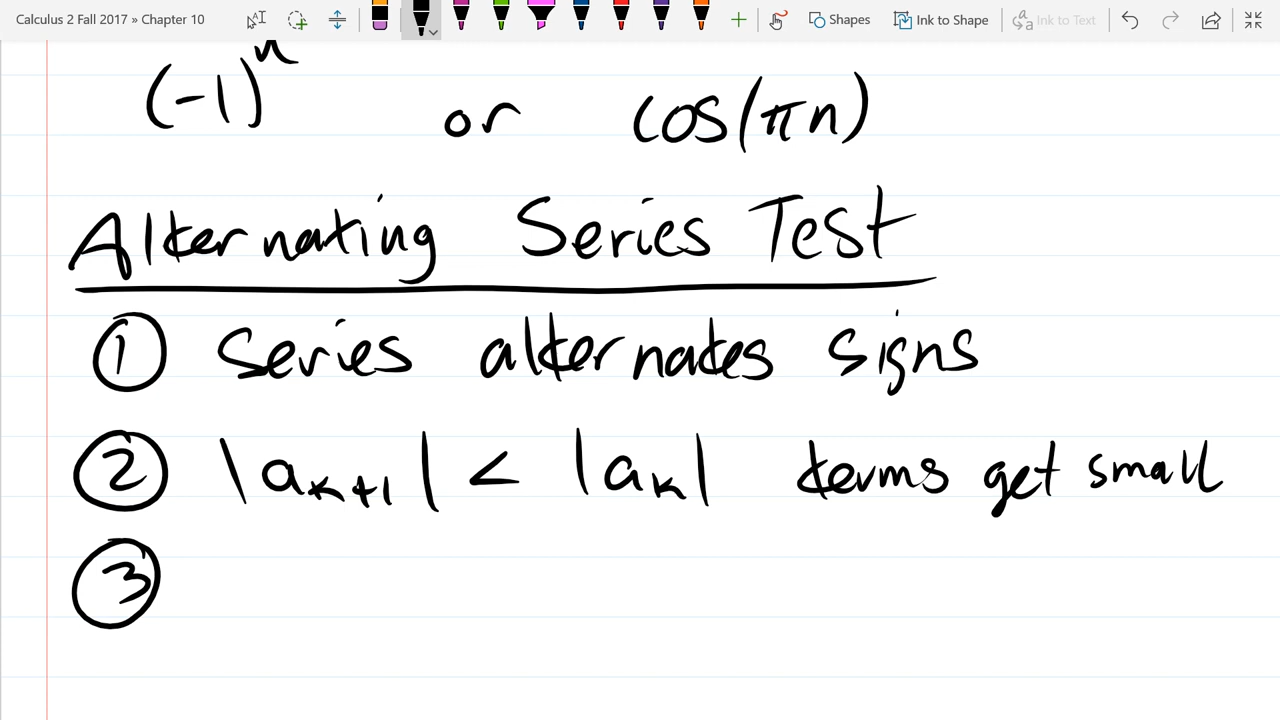 Calculus 2 Fall 2017 » Chapter 10 Shapes Ink to Shape Ink to Text
(-1)^n or cos(πn)
Alternating Series Test
① Series alternates signs
② |a_{k+1}| < |a_k| terms get small
③